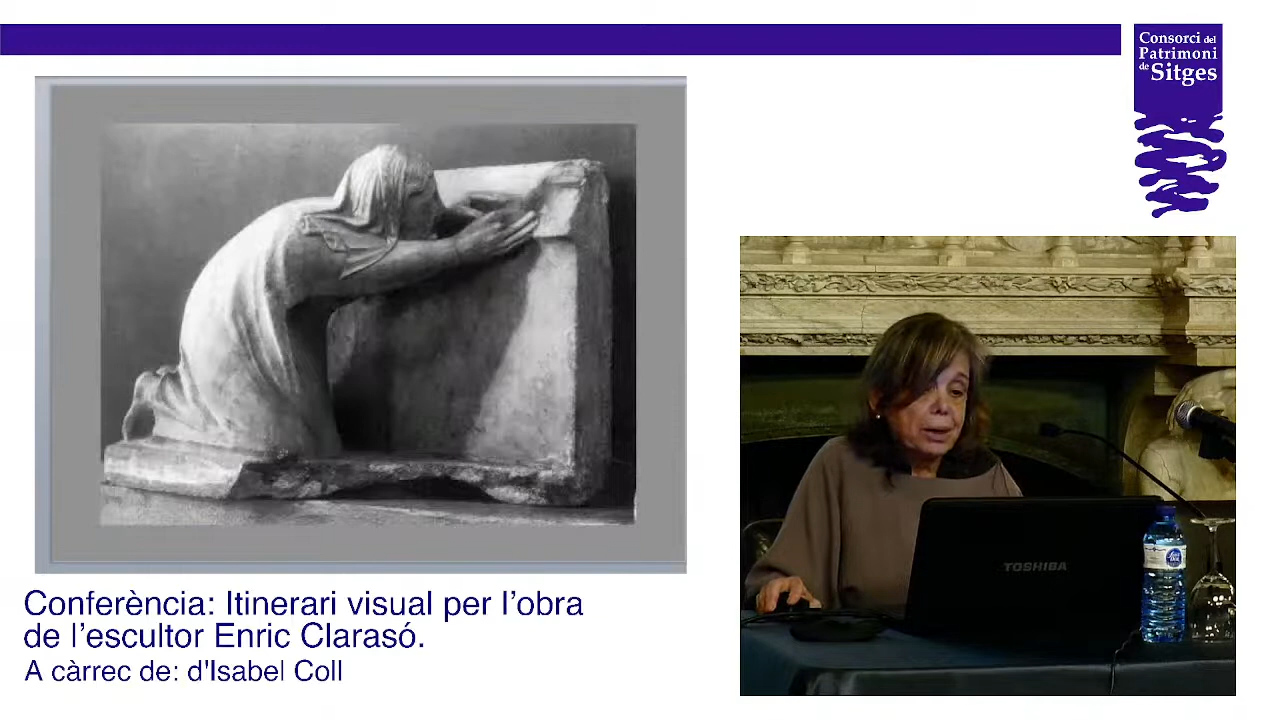 Consorci del
Patrimoni
de Sitges
TOSHIBA
Conferència: Itinerari visual per l'obra
de l'escultor Enric Clarasó.
A càrrec de: d'Isabel Coll